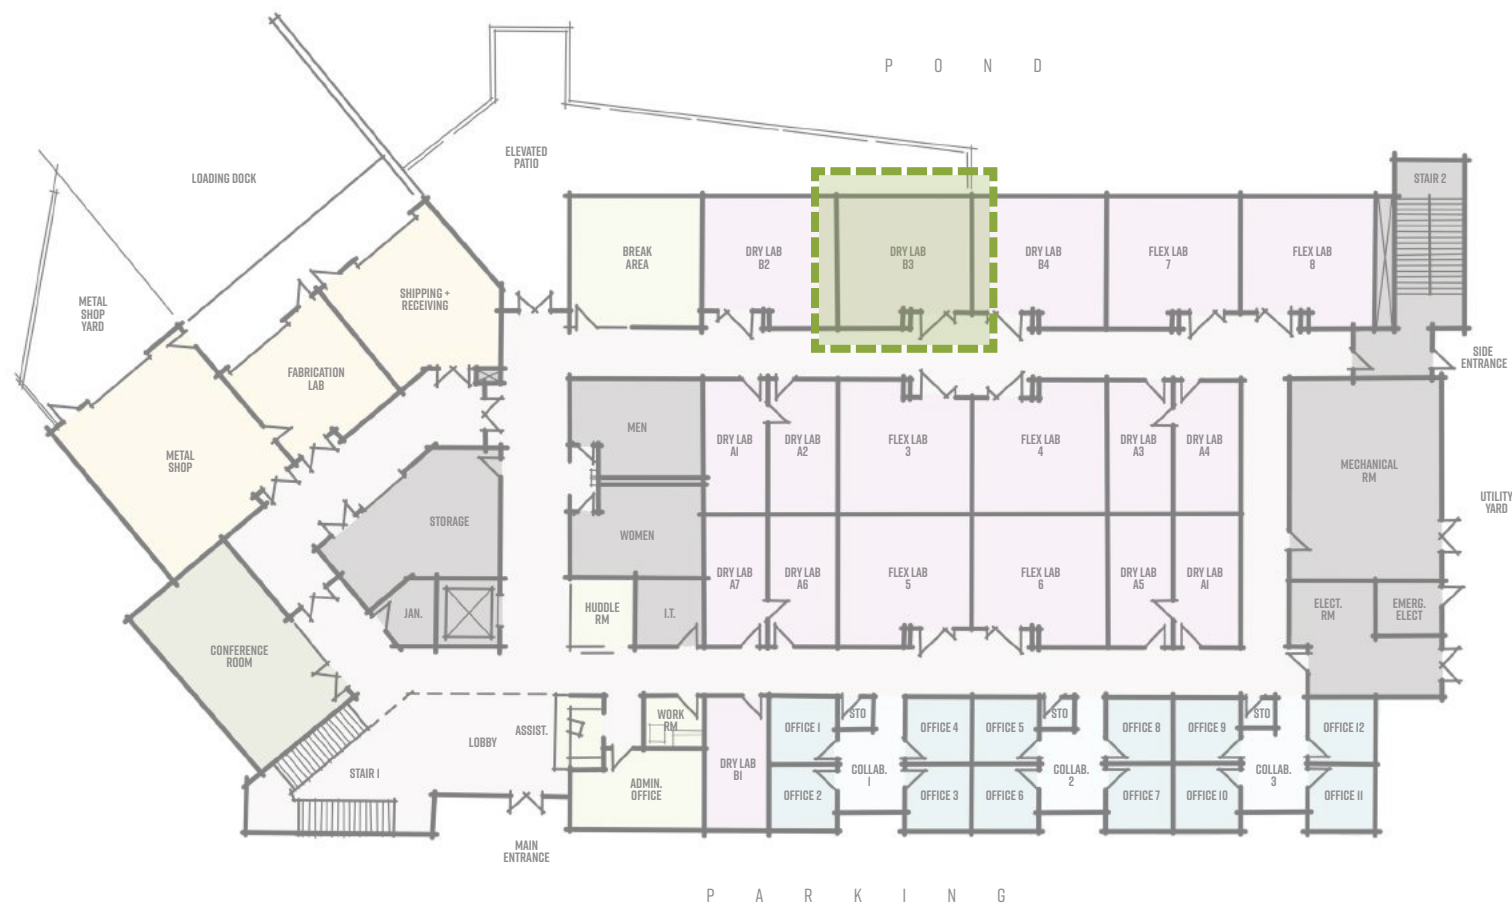 P O N D
ELEVATED
PATIO
LOADING DOCK
STAIR 2
METAL
SHOP
YARD
SHIPPING +
RECEIVING
BREAK
AREA
DRY LAB
B2
DRY LAB
B3
DRY LAB
B4
FLEX LAB
7
FLEX LAB
8
SIDE
ENTRANCE
FABRICATION
LAB
METAL
SHOP
MEN
DRY LAB
A1
DRY LAB
A2
FLEX LAB
3
FLEX LAB
4
DRY LAB
A3
DRY LAB
A4
MECHANICAL
RM
UTILITY
YARD
STORAGE
WOMEN
DRY LAB
A7
DRY LAB
A6
FLEX LAB
5
FLEX LAB
6
DRY LAB
A5
DRY LAB
A1
JAN.
HUDDLE
RM
I.T.
ELECT.
RM
EMERG.
ELECT
CONFERENCE
ROOM
LOBBY
ASSIST.
WORK
RM
STAIR 1
ADMIN.
OFFICE
DRY LAB
B1
OFFICE 1
STO
OFFICE 4
OFFICE 5
STO
OFFICE 8
OFFICE 9
STO
OFFICE 12
COLLAB.
1
COLLAB.
2
COLLAB.
3
OFFICE 2
OFFICE 3
OFFICE 6
OFFICE 7
OFFICE 10
OFFICE 11
MAIN
ENTRANCE
P A R K I N G